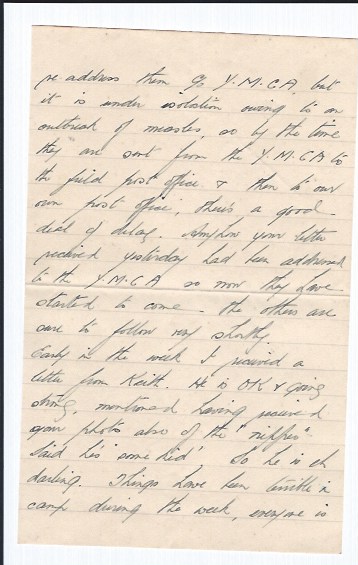 re-address them c/o Y.M.C.A, but
it is under isolation owing to an
outbreak of measles, so by the time
they are sent from the Y.M.C.A to
the field post office & then to our
own post office, there's a good
deal of delay. Anyhow your letter
received yesterday had been addressed
to the Y.M.C.A so now they have
started to come - the others are
sure to follow very shortly.
Early in the week I received a
letter from Keith. He is OK & going
strong, mentioned having received
your photo also of the "
said he's some kid'. So he is eh
darling. Things have been terrible in
camp during the week, everyone is